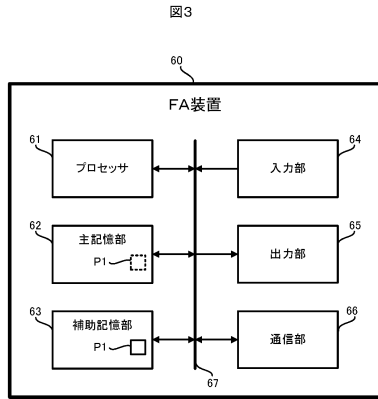 図3
60
FA装置
61
プロセッサ
64
入力部
62
主記憶部
P1
65
出力部
63
補助記憶部
P1
66
通信部
67